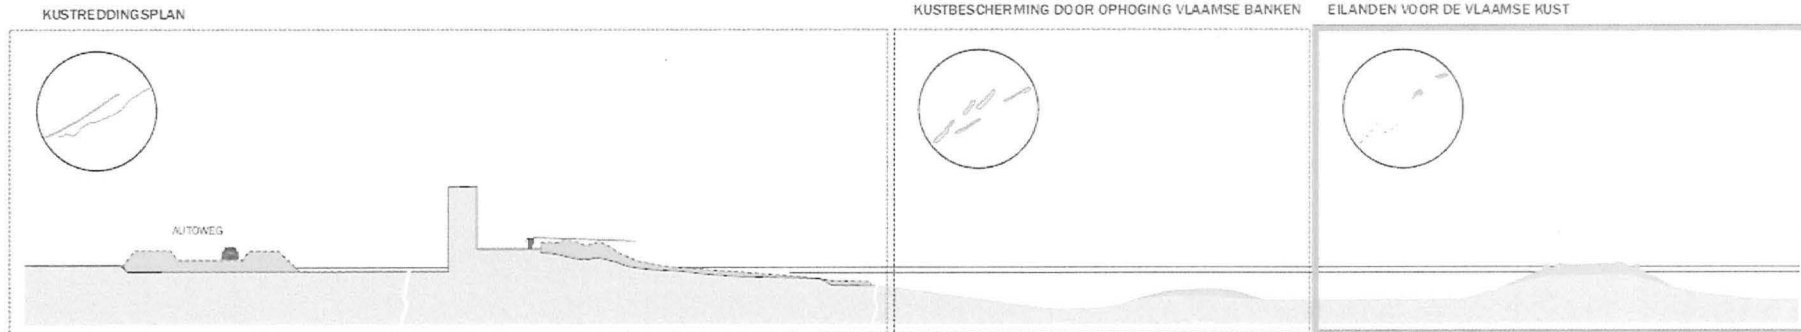 KUSTREDDINGSPLAN
KUSTBESCHERMING DOOR OPHOGING VLAAMSE BANKEN
EILANDEN VOOR DE VLAAMSE KUST
AUTOWEG